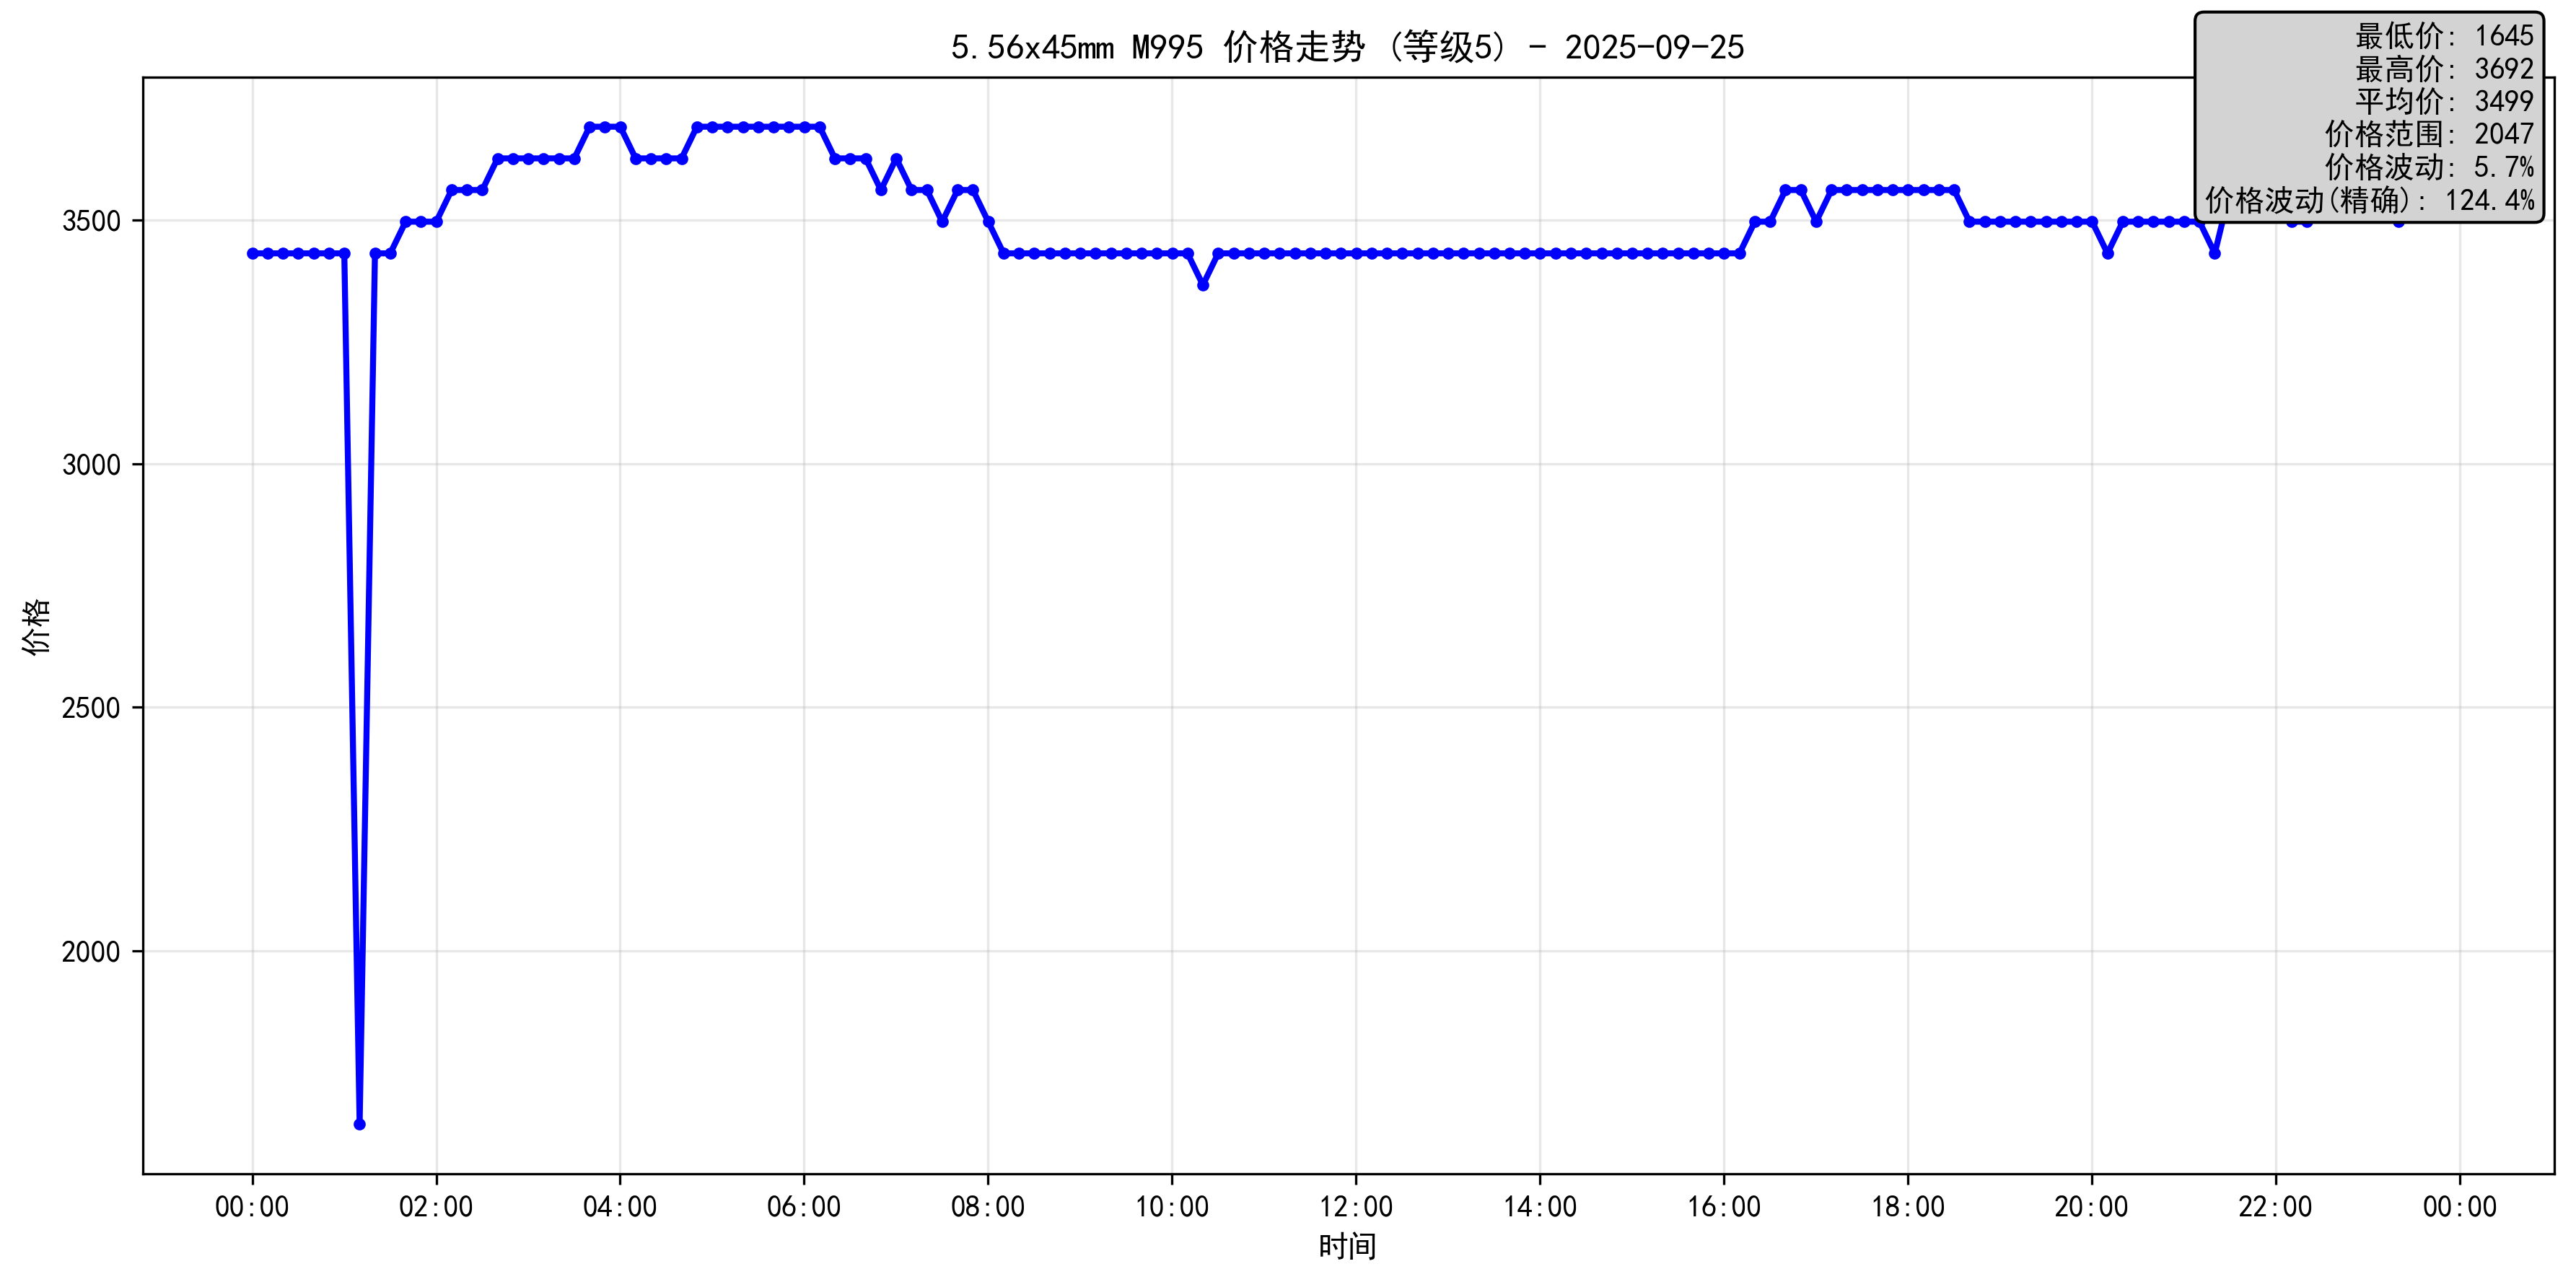 5.56x45mm M995 价格走势 (等级5) - 2025-09-25
最低价: 1645
最高价: 3692
平均价: 3499
价格范围: 2047
价格波动: 5.7%
价格波动(精确): 124.4%
3500
3000
2500
2000
价格
00:00 02:00 04:00 06:00 08:00 10:00 12:00 14:00 16:00 18:00 20:00 22:00 00:00
时间